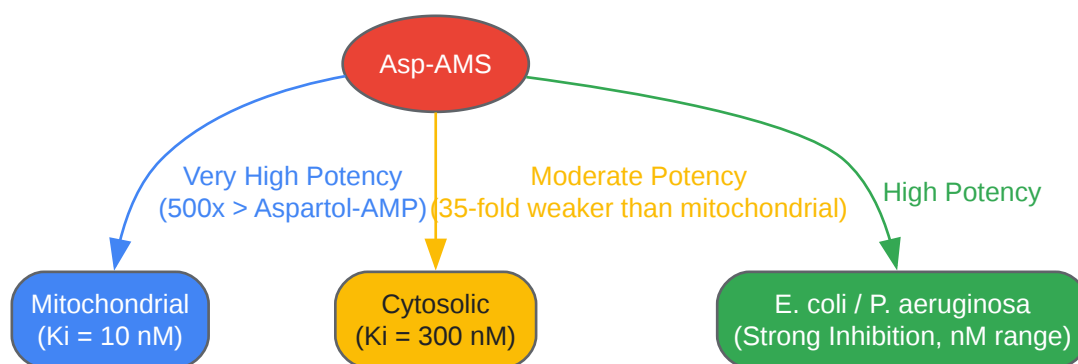 Asp-AMS
Very High Potency
(500x > Aspartol-AMP)
Moderate Potency
(35-fold weaker than mitochondrial)
High Potency
Mitochondrial
(Ki = 10 nM)
Cytosolic
(Ki = 300 nM)
E. coli / P. aeruginosa
(Strong Inhibition, nM range)